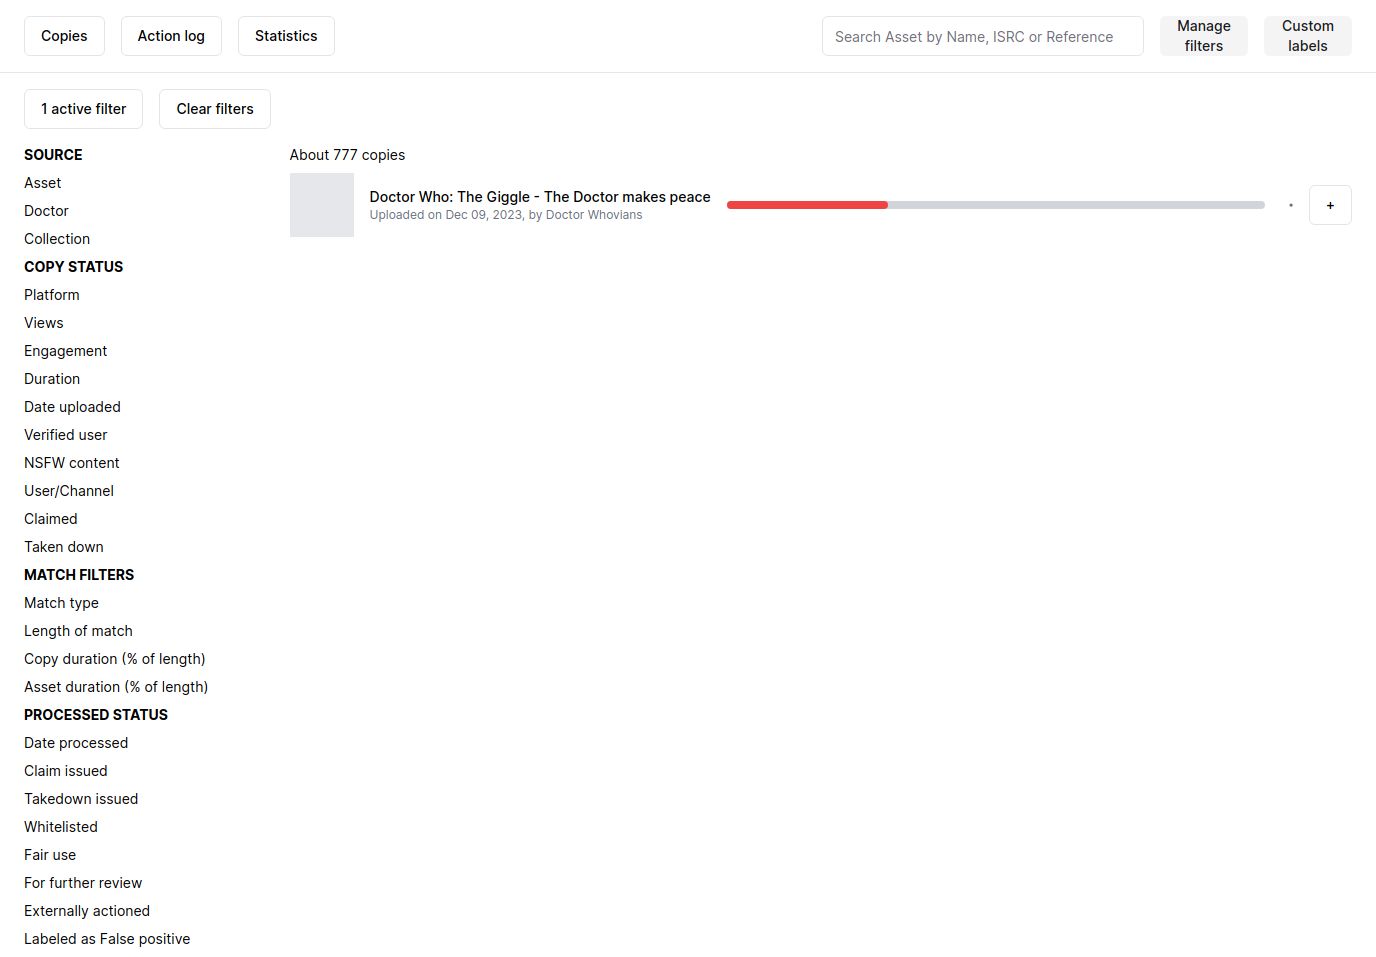 Copies
Action log
Statistics
Search Asset by Name, ISRC or Reference
Manage
filters
Custom
labels
1 active filter
Clear filters
SOURCE
Asset
Doctor
Collection
COPY STATUS
Platform
Views
Engagement
Duration
Date uploaded
Verified user
NSFW content
User/Channel
Claimed
Taken down
MATCH FILTERS
Match type
Length of match
Copy duration (% of length)
Asset duration (% of length)
PROCESSED STATUS
Date processed
Claim issued
Takedown issued
Whitelisted
Fair use
For further review
Externally actioned
Labeled as False positive
About 777 copies
Doctor Who: The Giggle - The Doctor makes peace
Uploaded on Dec 09, 2023, by Doctor Whovians
•
+